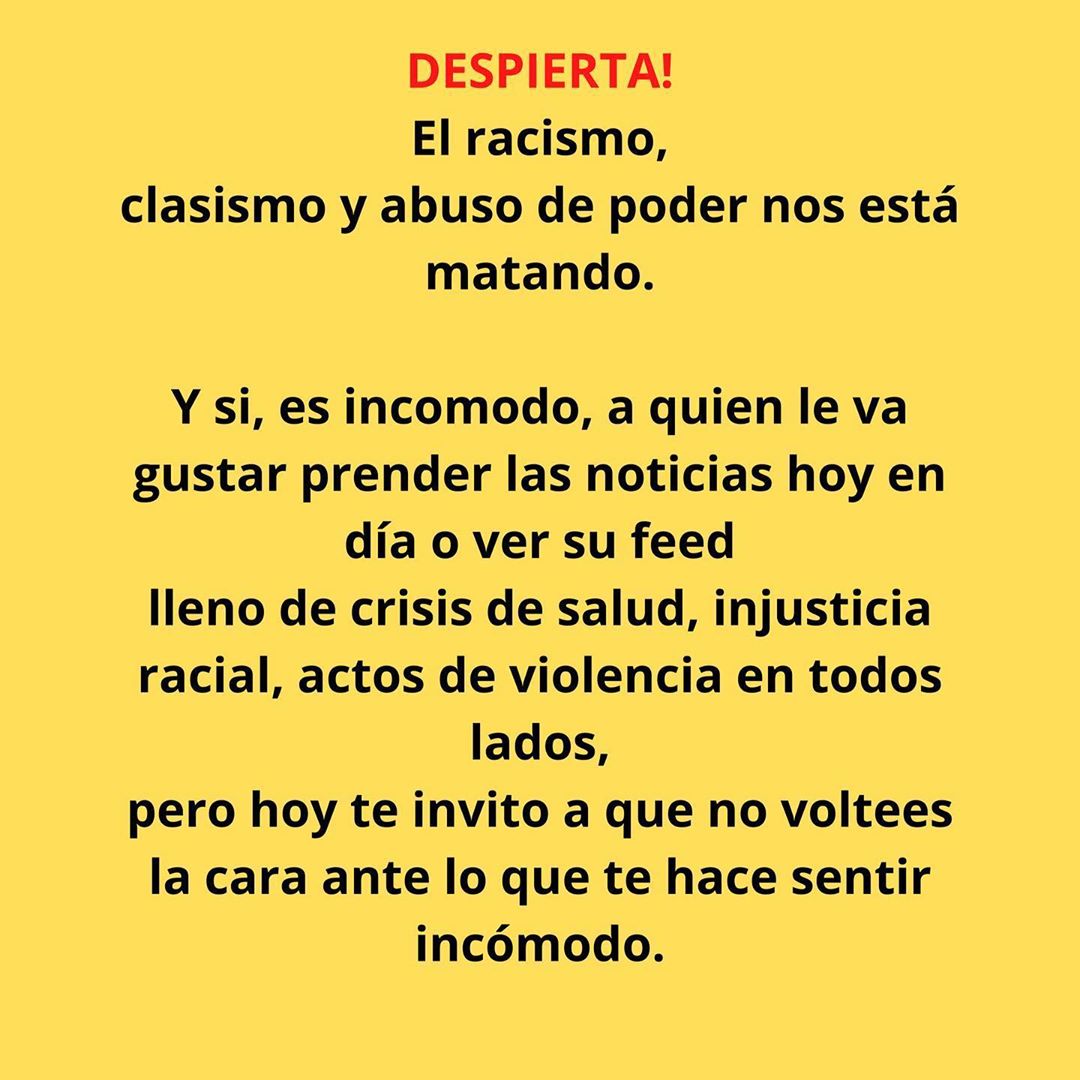 DESPIERTA!
El racismo,
clasismo y abuso de poder nos está
matando.
Y si, es incomodo, a quien le va
gustar prender las noticias hoy en
día o ver su feed
lleno de crisis de salud, injusticia
racial, actos de violencia en todos
lados,
pero hoy te invito a que no voltees
la cara ante lo que te hace sentir
incómodo.